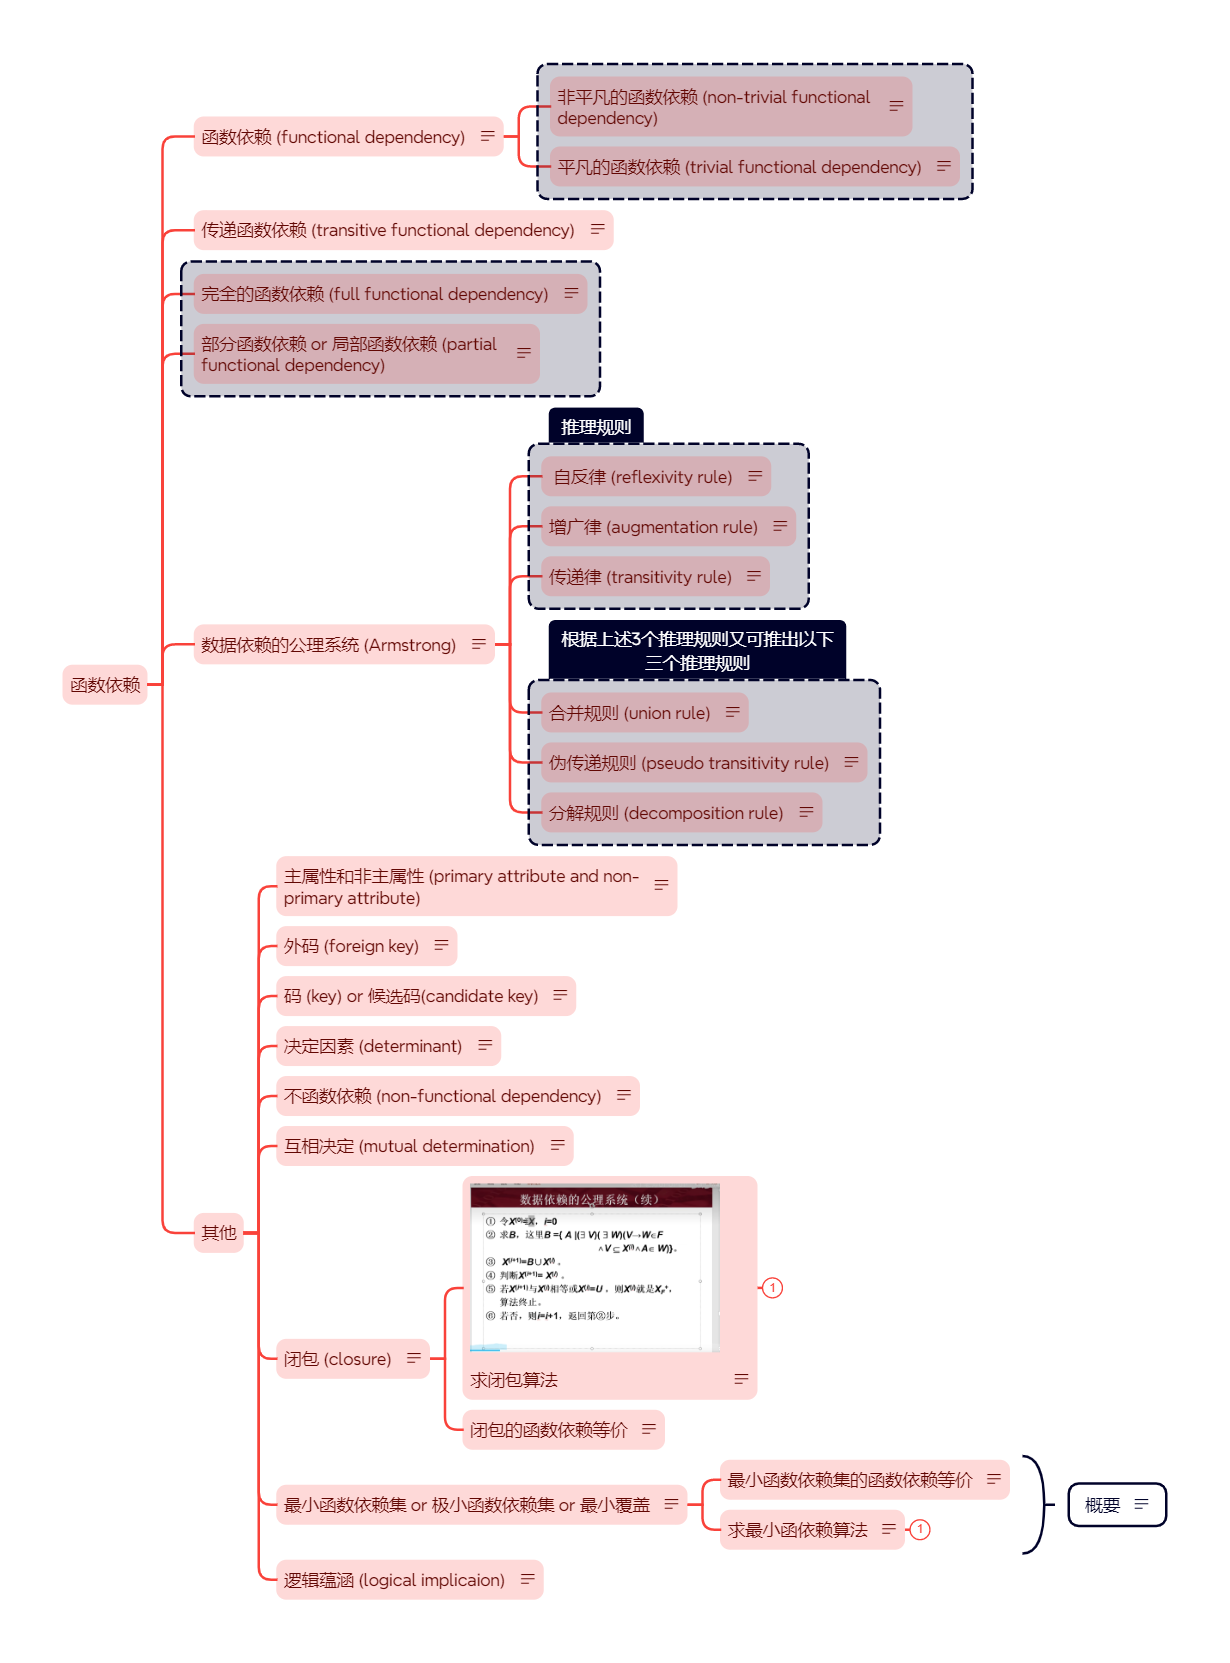 非平凡的函数依赖 (non-trivial functional
dependency)
函数依赖 (functional dependency)
平凡的函数依赖 (trivial functional dependency)
传递函数依赖 (transitive functional dependency)
完全的函数依赖 (full functional dependency)
部分函数依赖 or 局部函数依赖 (partial
functional dependency)
推理规则
自反律 (reflexivity rule)
增广律 (augmentation rule)
传递律 (transitivity rule)
根据上述3个推理规则又可推出以下
三个推理规则
数据依赖的公理系统 (Armstrong)
函数依赖
合并规则 (union rule)
伪传递规则 (pseudo transitivity rule)
分解规则 (decomposition rule)
主属性和非主属性 (primary attribute and non-
primary attribute)
外码 (foreign key)
码 (key) or 候选码(candidate key)
决定因素 (determinant)
不函数依赖 (non-functional dependency)
互相决定 (mutual determination)
其他
数据依赖的公理系统（续）
① 令X⁽⁰⁾=X，i=0
② 求B，这里B ={ A |(∃ V)( ∃ W)(V→W∈F
∧V ⊆ X⁽ⁱ⁾∧A∈ W)}。
③ X⁽ⁱ⁺¹⁾=B∪X⁽ⁱ⁾ 。
④ 判断X⁽ⁱ⁺¹⁾= X⁽ⁱ⁾ 。
⑤ 若X⁽ⁱ⁺¹⁾与X⁽ⁱ⁾相等或X⁽ⁱ⁾=U ，则X⁽ⁱ⁾就是X_F⁺，
算法终止。
⑥ 若否，则i=i+1，返回第②步。
1
求闭包算法
闭包 (closure)
闭包的函数依赖等价
最小函数依赖集的函数依赖等价
最小函数依赖集 or 极小函数依赖集 or 最小覆盖
概要
求最小函依赖算法
1
逻辑蕴涵 (logical implicaion)